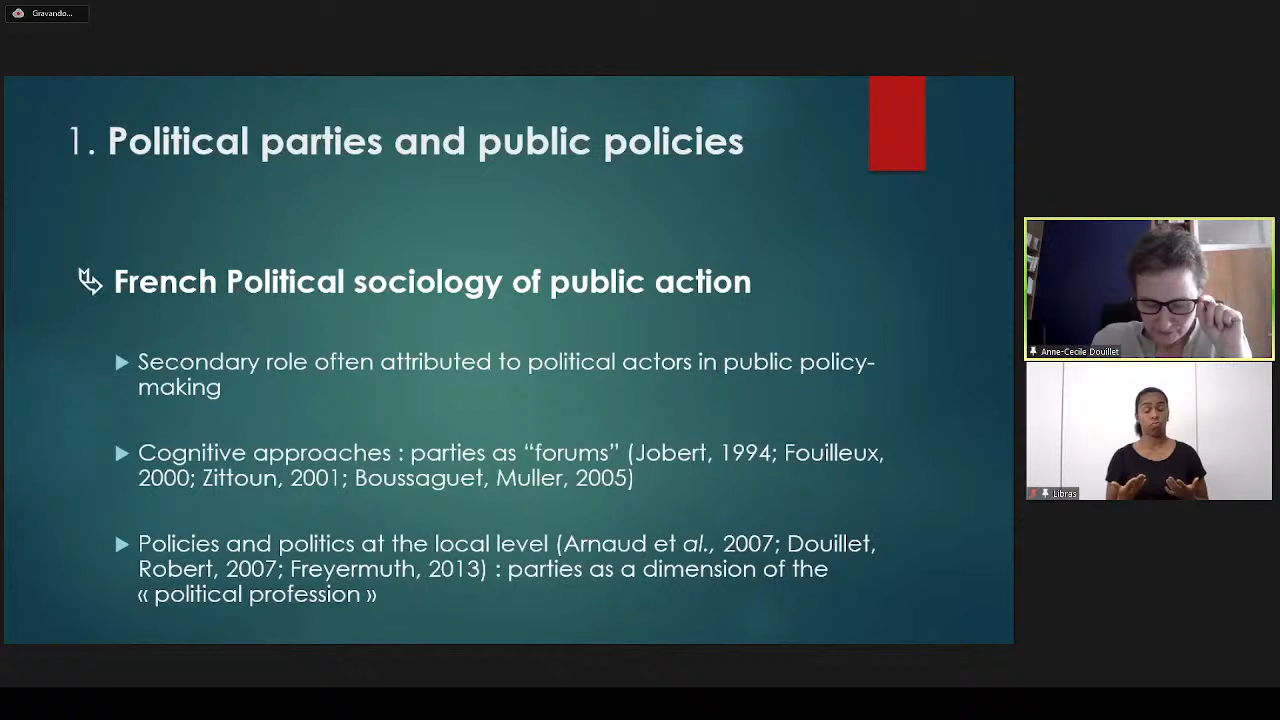 Gravando...
1. Political parties and public policies
French Political sociology of public action
Secondary role often attributed to political actors in public policy-
making
Cognitive approaches : parties as “forums” (Jobert, 1994; Fouilleux,
2000; Zittoun, 2001; Boussaguet, Muller, 2005)
Policies and politics at the local level (Arnaud et al., 2007; Douillet,
Robert, 2007; Freyermuth, 2013) : parties as a dimension of the
« political profession »
Anne-Cecile Douillet
Libras